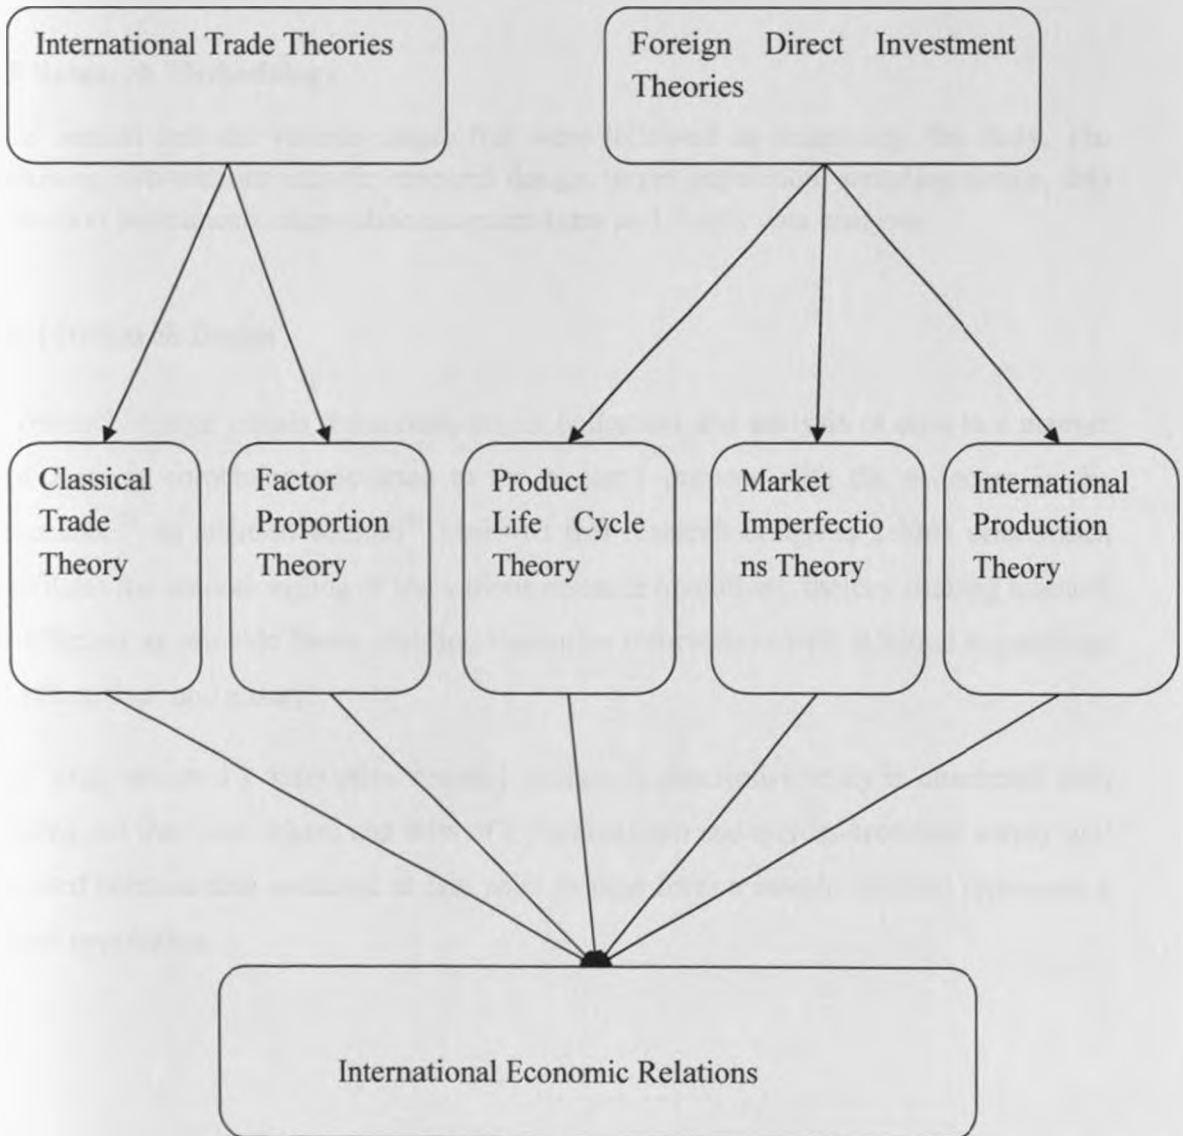 International Trade Theories
Foreign Direct Investment
Theories
Classical
Trade
Theory
Factor
Proportion
Theory
Product
Life Cycle
Theory
Market
Imperfectio
ns Theory
International
Production
Theory
International Economic Relations